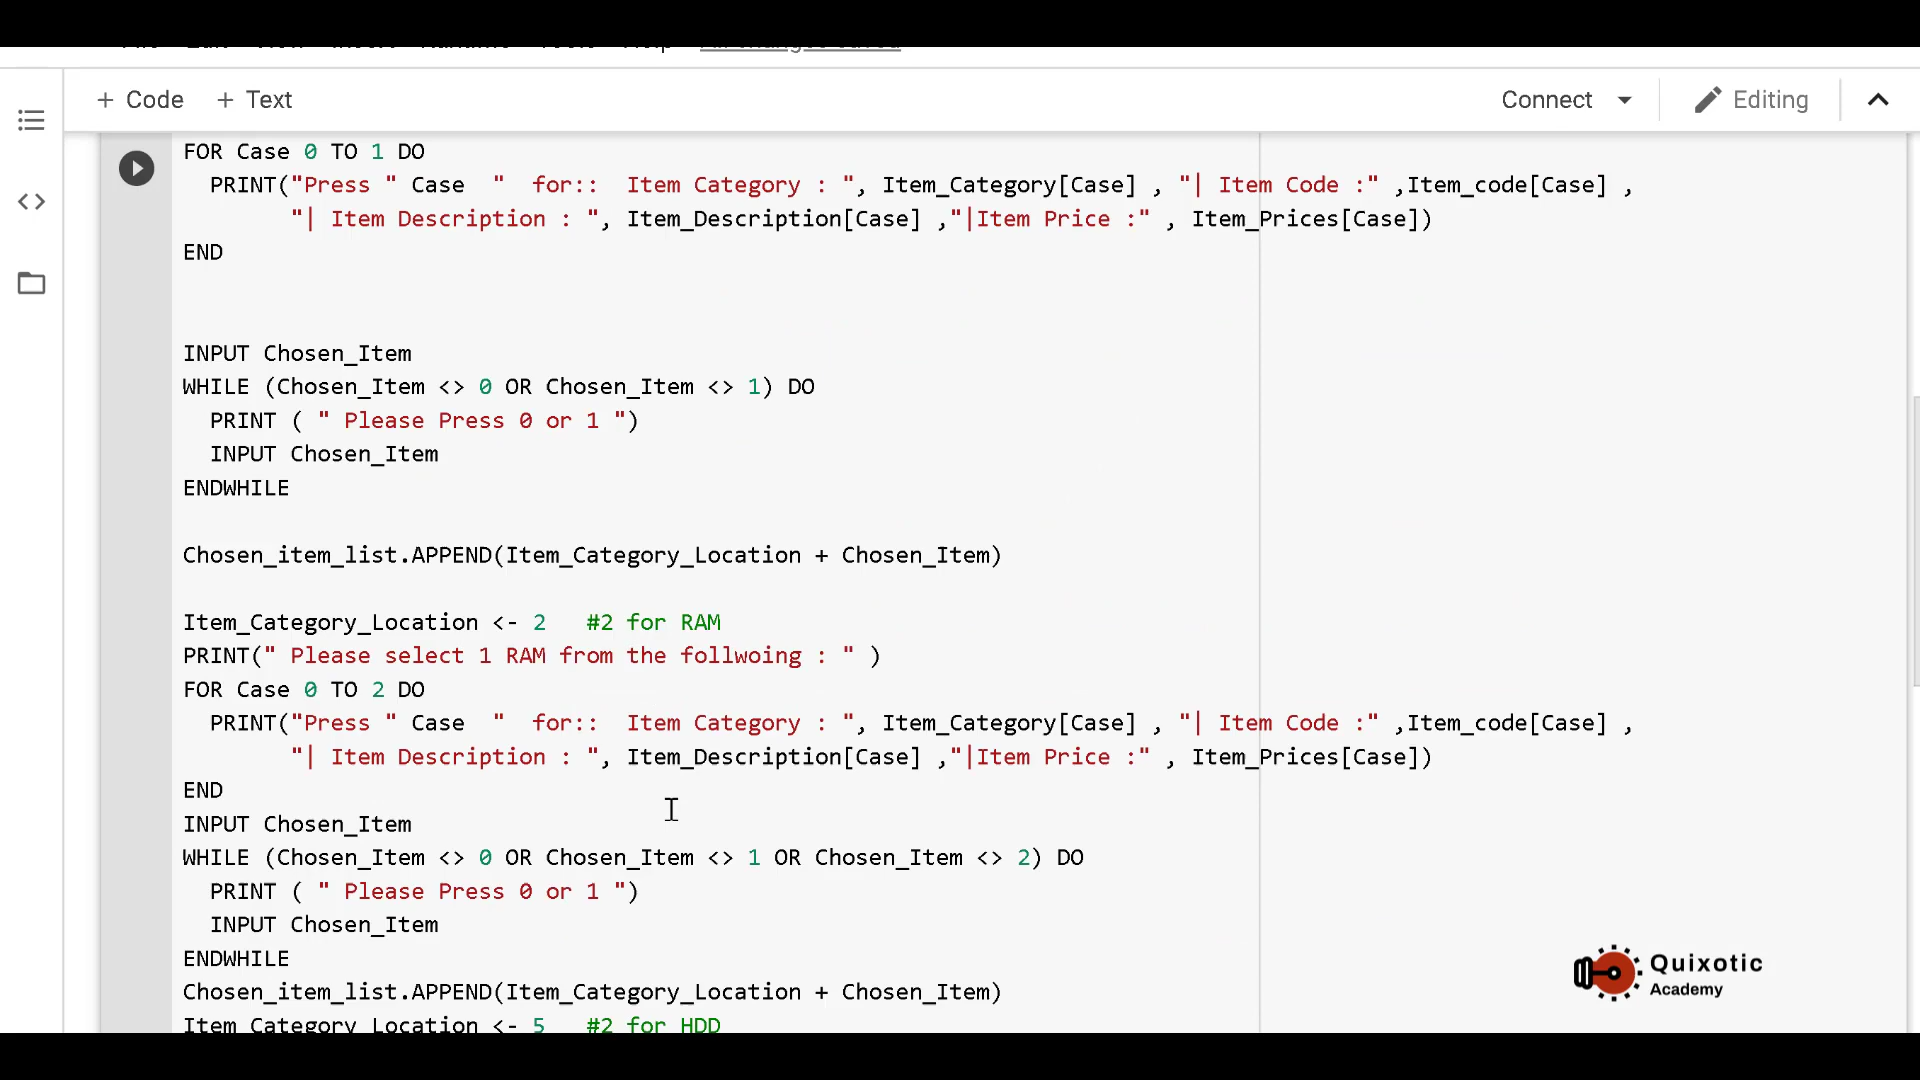 + Code + Text Connect Editing
FOR Case 0 TO 1 DO
PRINT("Press " Case " for:: Item Category : ", Item_Category[Case] , "| Item Code :" ,Item_code[Case] ,
"| Item Description : ", Item_Description[Case] ,"|Item Price :" , Item_Prices[Case])
END
INPUT Chosen_Item
WHILE (Chosen_Item <> 0 OR Chosen_Item <> 1) DO
PRINT ( " Please Press 0 or 1 ")
INPUT Chosen_Item
ENDWHILE
Chosen_item_list.APPEND(Item_Category_Location + Chosen_Item)
Item_Category_Location <- 2 #2 for RAM
PRINT(" Please select 1 RAM from the follwoing : " )
FOR Case 0 TO 2 DO
PRINT("Press " Case " for:: Item Category : ", Item_Category[Case] , "| Item Code :" ,Item_code[Case] ,
"| Item Description : ", Item_Description[Case] ,"|Item Price :" , Item_Prices[Case])
END
INPUT Chosen_Item
WHILE (Chosen_Item <> 0 OR Chosen_Item <> 1 OR Chosen_Item <> 2) DO
PRINT ( " Please Press 0 or 1 ")
INPUT Chosen_Item
ENDWHILE
Chosen_item_list.APPEND(Item_Category_Location + Chosen_Item)
Item_Category_Location <- 5 #2 for HDD
Quixotic
Academy